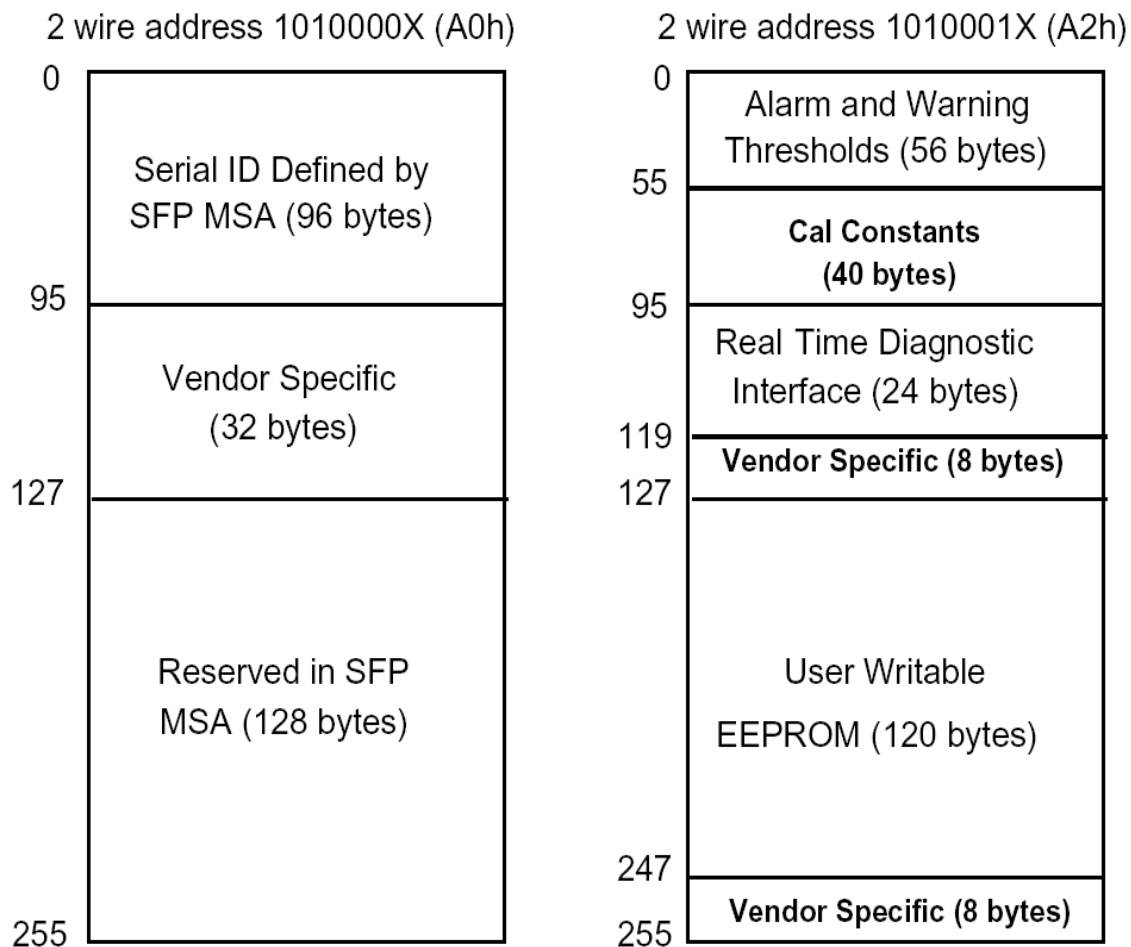 2 wire address 1010000X (A0h)
0
Serial ID Defined by
SFP MSA (96 bytes)
95
Vendor Specific
(32 bytes)
127
Reserved in SFP
MSA (128 bytes)
255
2 wire address 1010001X (A2h)
0
Alarm and Warning
Thresholds (56 bytes)
55
Cal Constants
(40 bytes)
95
Real Time Diagnostic
Interface (24 bytes)
119
Vendor Specific (8 bytes)
127
User Writable
EEPROM (120 bytes)
247
Vendor Specific (8 bytes)
255